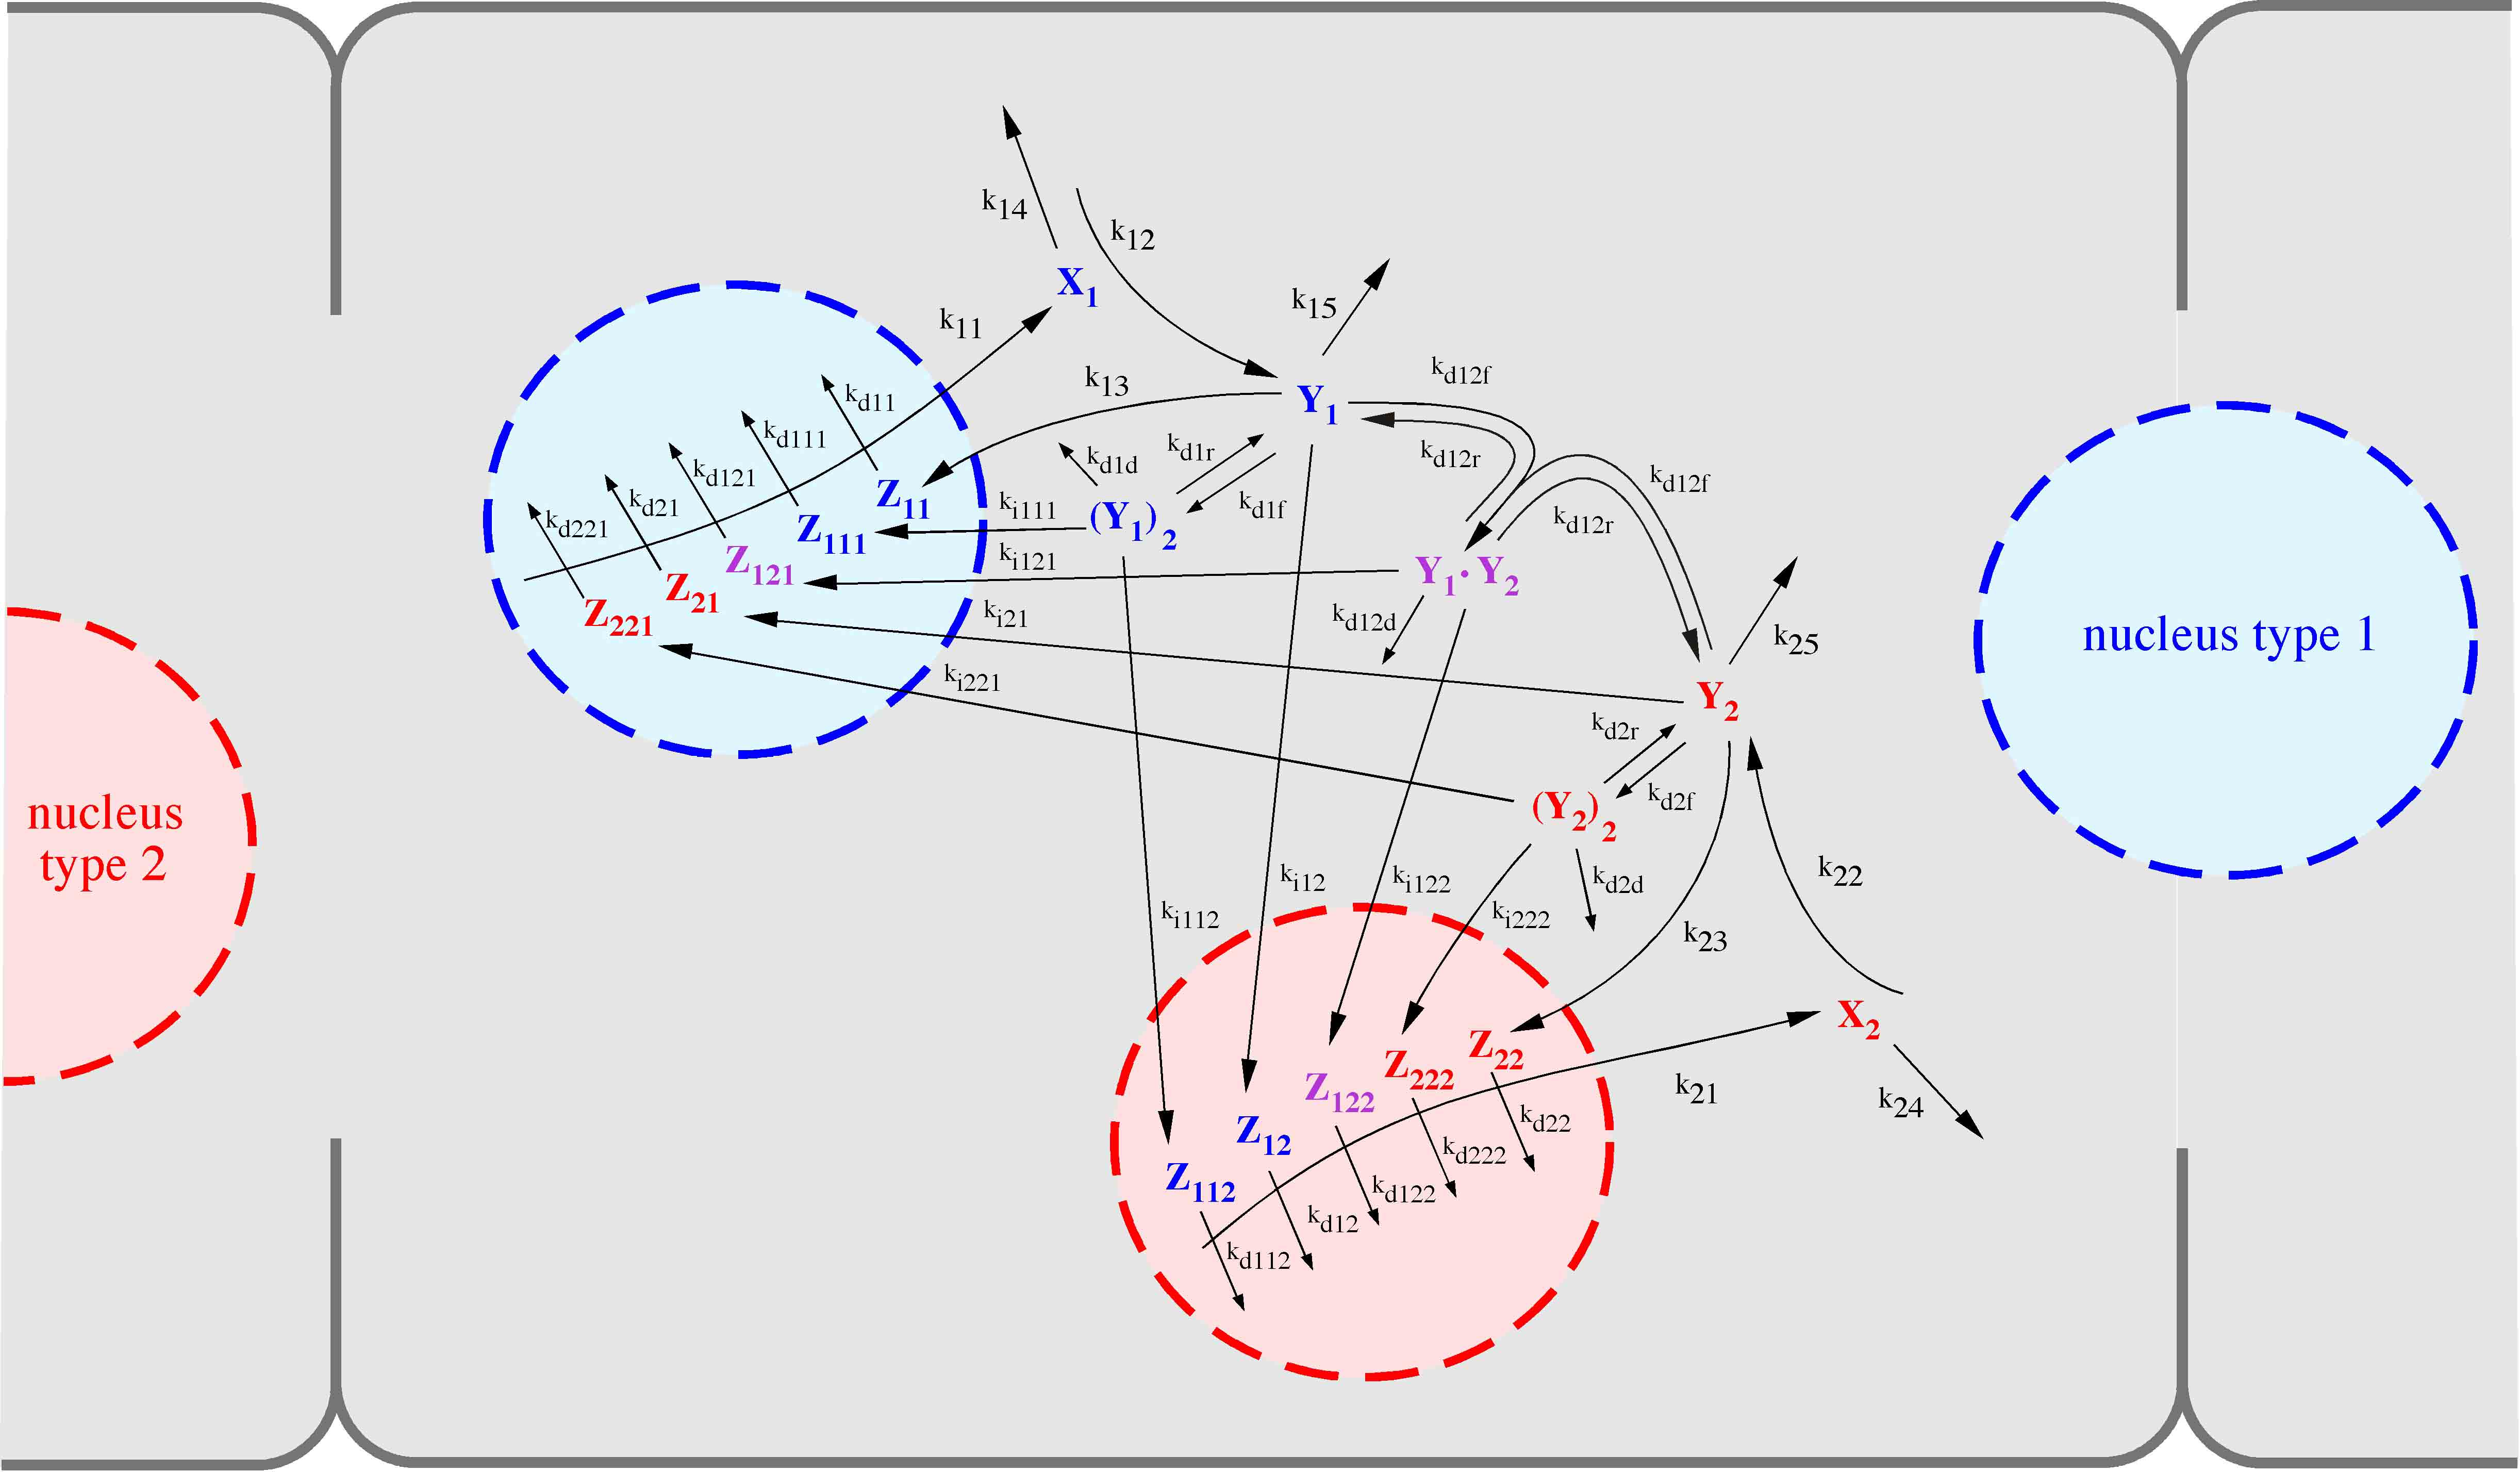 k14
k12
X1
k11
k15
k13
Y1
kd12f
kd11
kd111
kd121
kd21
kd221
kd1d
kd1r
kd1f
kd12r
kd12f
kd12r
Z11
Z111
Z121
Z21
Z221
ki111
(Y1)2
ki121
Y1·Y2
ki21
kd12d
ki221
k25
Y2
nucleus type 1
kd2r
kd2f
(Y2)2
nucleus
type 2
ki12
ki122
kd2d
k22
ki112
ki222
k23
X2
Z22
Z222
Z122
Z12
Z112
k21
k24
kd22
kd222
kd122
kd12
kd112